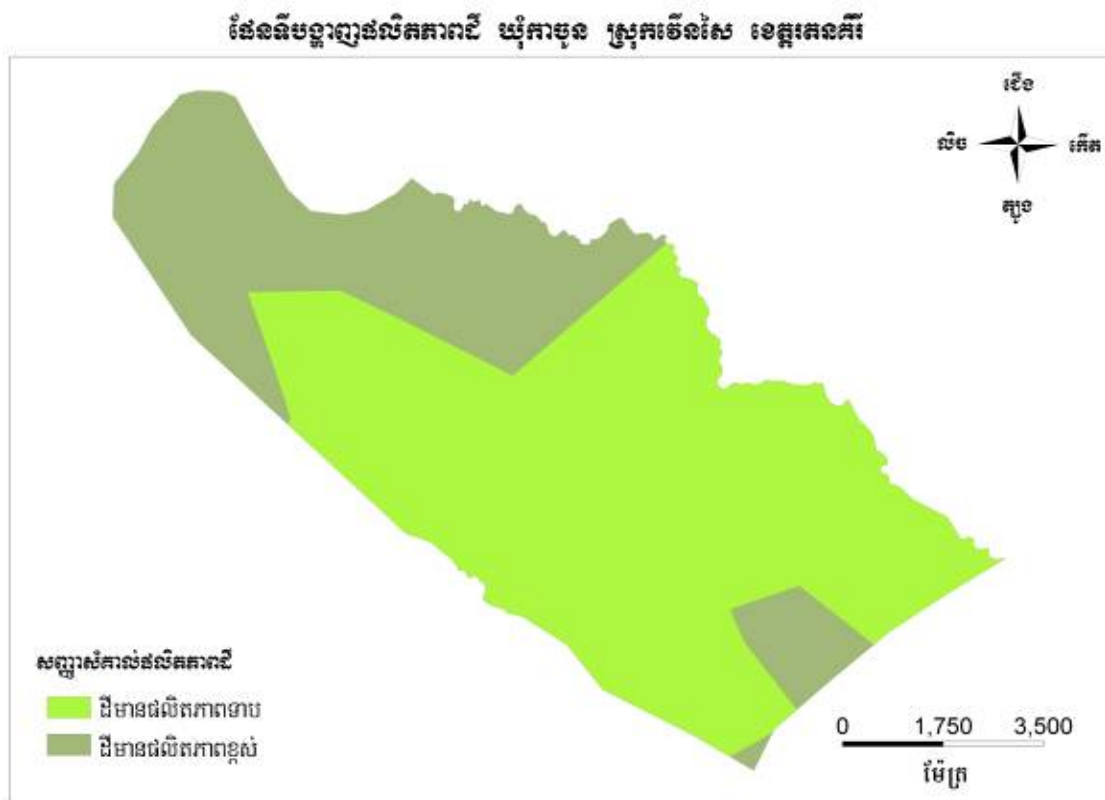 ផែនទីបង្ហាញផលិតភាពដី ឃុំកាចូន ស្រុកវើនសៃ ខេត្តរតនគិរី
ជើង
លិច កើត
ត្បូង
សញ្ញាសំគាល់ផលិតភាពដី
ដីមានផលិតភាពទាប
ដីមានផលិតភាពខ្ពស់
0 1,750 3,500
ម៉ែត្រ